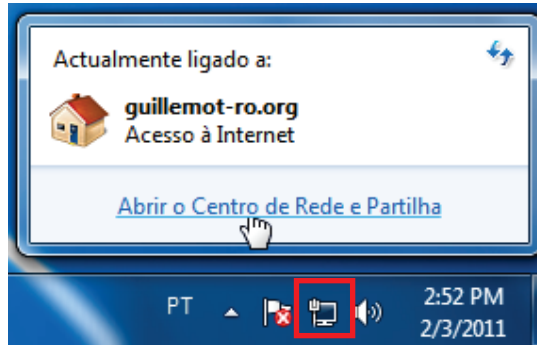 Actualmente ligado a:
guillemot-ro.org
Acesso à Internet
Abrir o Centro de Rede e Partilha
PT
2:52 PM
2/3/2011